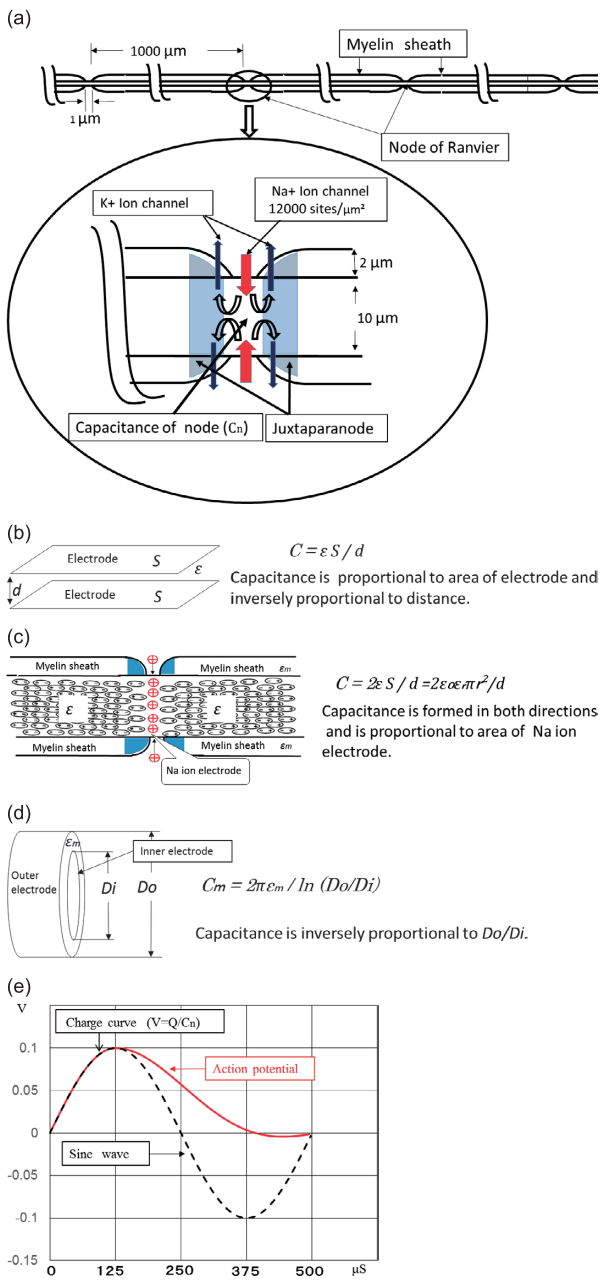 (a)
1000 μm
Myelin sheath
1 μm
Node of Ranvier
K+ Ion channel
Na+ Ion channel
12000 sites/μm²
2 μm
10 μm
Capacitance of node (Cn)
Juxtaparanode
(b)
Electrode S ε
d
Electrode S
C = ε S / d
Capacitance is proportional to area of electrode and
inversely proportional to distance.
(c)
Myelin sheath
Myelin sheath εm
ε
ε
Myelin sheath
Myelin sheath εm
Na ion electrode
C = 2ε S / d =2ε₀εᵣπr²/d
Capacitance is formed in both directions
and is proportional to area of Na ion
electrode.
(d)
εm
Inner electrode
Outer
electrode
Di
Do
Cm = 2πεm / ln (Do/Di)
Capacitance is inversely proportional to Do/Di.
(e)
V
Charge curve (V=Q/Cn)
0.1
Action potential
0.05
0
Sine wave
-0.05
-0.1
-0.15
0 125 250 375 500 μS